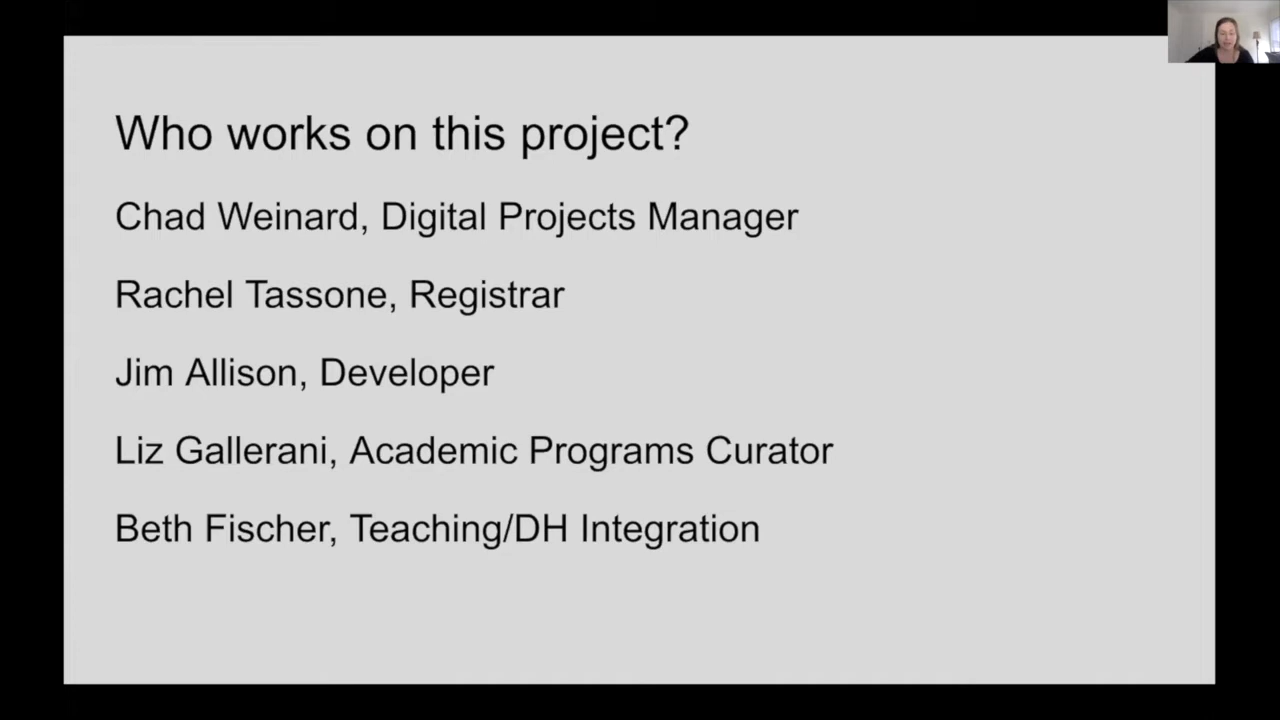 Who works on this project?
Chad Weinard, Digital Projects Manager
Rachel Tassone, Registrar
Jim Allison, Developer
Liz Gallerani, Academic Programs Curator
Beth Fischer, Teaching/DH Integration